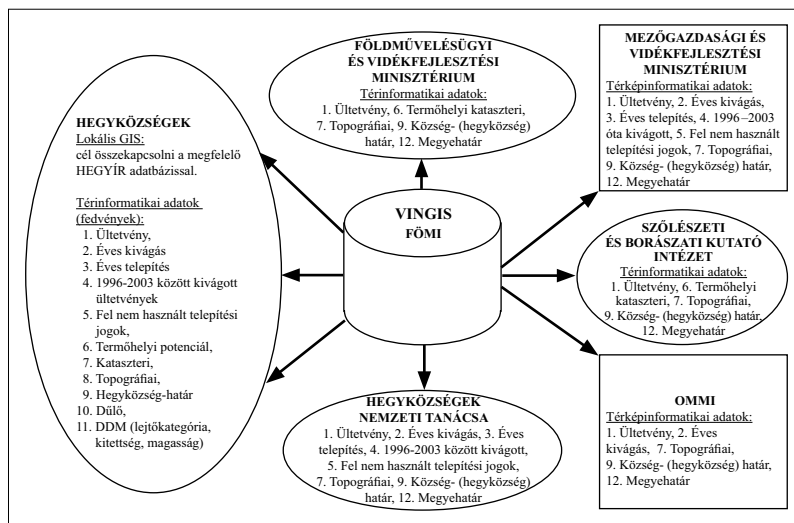 HEGYKÖZSÉGEK
Lokális GIS:
cél összekapcsolni a megfelelő
HEGYÍR adatbázissal.
Térinformatikai adatok
(fedvények):
1. Ültetvény,
2. Éves kivágás
3. Éves telepítés
4. 1996-2003 között kivágott
ültetvények
5. Fel nem használt telepítési
jogok,
6. Termőhelyi potenciál,
7. Kataszteri,
8. Topográfiai,
9. Hegyközség-határ
10. Dűlő,
11. DDM (lejtőkategória,
kitettség, magasság)
FÖLDMŰVELÉSÜGYI
ÉS VIDÉKFEJLESZTÉSI
MINISZTÉRIUM
Térinformatikai adatok:
1. Ültetvény, 6. Termőhelyi kataszteri,
7. Topográfiai, 9. Község- (hegyközség)
határ, 12. Megyehatár
VINGIS
FÖMI
HEGYKÖZSÉGEK
NEMZETI TANÁCSA
1. Ültetvény, 2. Éves kivágás, 3. Éves
telepítés, 4. 1996-2003 között kivágott,
5. Fel nem használt telepítési jogok,
7. Topográfiai, 9. Község- (hegyközség)
határ, 12. Megyehatár
MEZŐGAZDASÁGI ÉS
VIDÉKFEJLESZTÉSI
MINISZTÉRIUM
Térképinformatikai adatok:
1. Ültetvény, 2. Éves kivágás,
3. Éves telepítés, 4. 1996–2003
óta kivágott, 5. Fel nem használt
telepítési jogok, 7. Topográfiai,
9. Község- (hegyközség) határ,
12. Megyehatár
SZŐLÉSZETI
ÉS BORÁSZATI KUTATÓ
INTÉZET
Térinformatikai adatok:
1. Ültetvény, 6. Termőhelyi
kataszteri, 7. Topográfiai,
9. Község- (hegyközség) határ,
12. Megyehatár
OMMI
Térképinformatikai adatok:
1. Ültetvény, 2. Éves
kivágás, 7. Topográfiai,
9. Község- (hegyközség) határ,
12. Megyehatár